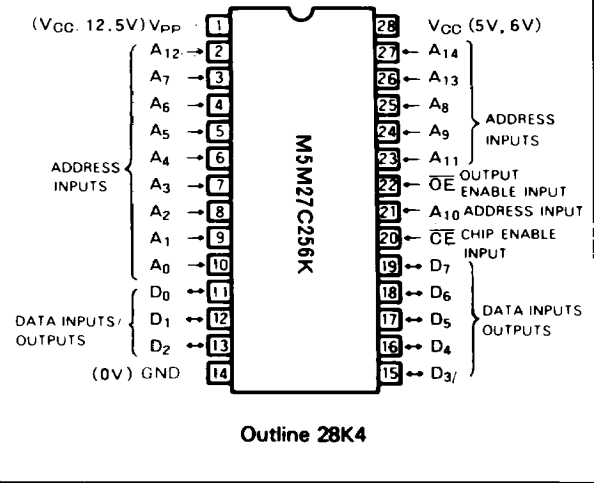 (VCC, 12.5V) VPP 1
A12 2
A7 3
A6 4
A5 5
A4 6
A3 7
A2 8
A1 9
A0 10
D0 11
D1 12
D2 13
(0V) GND 14
ADDRESS
INPUTS
DATA INPUTS/
OUTPUTS
M5M27C256K
28 VCC (5V, 6V)
27 A14
26 A13
25 A8
24 A9
23 A11
22 OE OUTPUT
ENABLE INPUT
21 A10 ADDRESS INPUT
20 CE CHIP ENABLE
INPUT
19 D7
18 D6
17 D5
16 D4
15 D3/
ADDRESS
INPUTS
DATA INPUTS
OUTPUTS
Outline 28K4